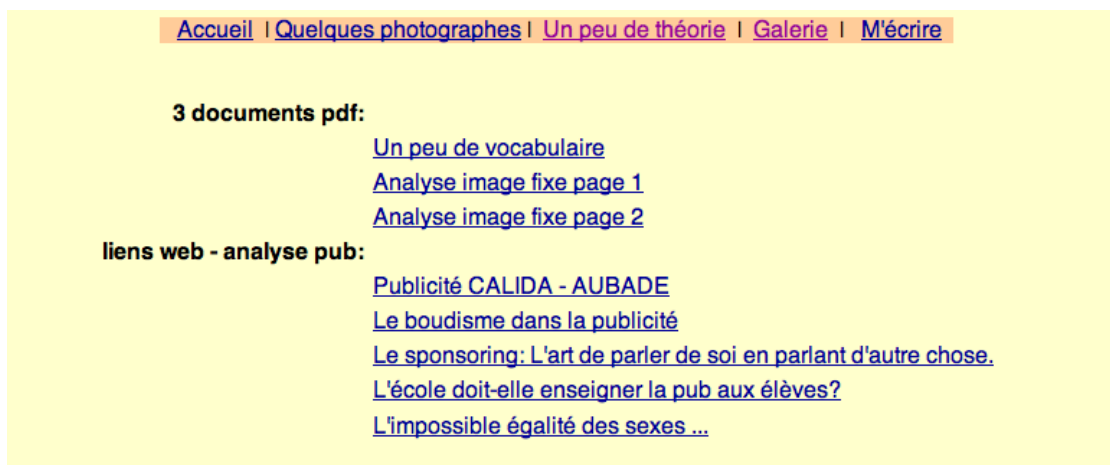 Accueil | Quelques photographes | Un peu de théorie | Galerie | M'écrire
3 documents pdf:
Un peu de vocabulaire
Analyse image fixe page 1
Analyse image fixe page 2
liens web - analyse pub:
Publicité CALIDA - AUBADE
Le boudisme dans la publicité
Le sponsoring: L'art de parler de soi en parlant d'autre chose.
L'école doit-elle enseigner la pub aux élèves?
L'impossible égalité des sexes ...